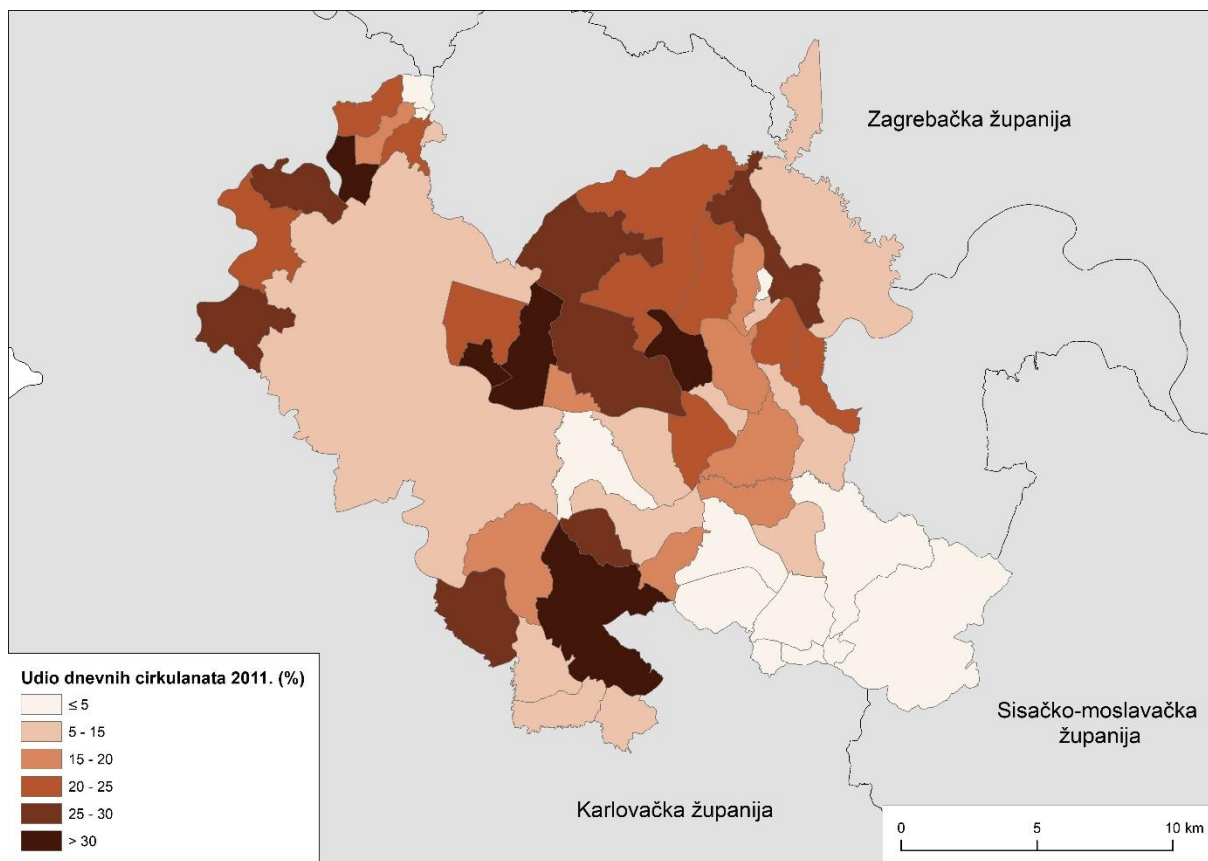 Zagrebačka županija
Udio dnevnih cirkulanata 2011. (%)
≤ 5
5 - 15
15 - 20
20 - 25
25 - 30
> 30
Sisačko-moslavačka
županija
Karlovačka županija
0 5 10 km